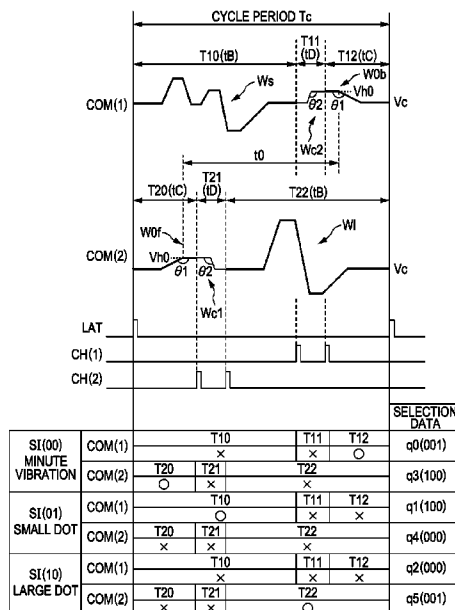 CYCLE PERIOD Tc
T10(tB) T11 (tD) T12(tC)
COM(1) Ws W0b
Vh0 Vc
θ2 θ1
Wc2
t0
T20(tC) T21 (tD) T22(tB)
W0f Wl
COM(2) Vh0 Vc
θ1 θ2
Wc1
LAT
CH(1)
CH(2)
SELECTION DATA
SI(00) MINUTE VIBRATION
COM(1) T10 × T11 × T12 ○ q0(001)
COM(2) T20 ○ T21 × T22 × q3(100)
SI(01) SMALL DOT
COM(1) T10 ○ T11 × T12 × q1(100)
COM(2) T20 × T21 × T22 × q4(000)
SI(10) LARGE DOT
COM(1) T10 × T11 × T12 × q2(000)
COM(2) T20 × T21 × T22 ○ q5(001)